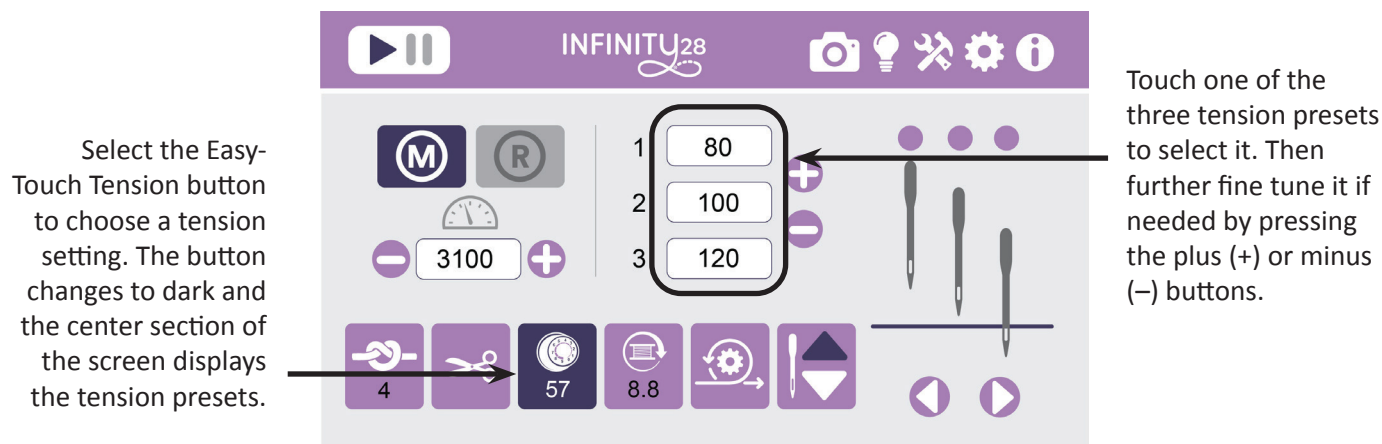 Select the Easy-
Touch Tension button
to choose a tension
setting. The button
changes to dark and
the center section of
the screen displays
the tension presets.
INFINITY28
M
R
3100
1 80
2 100
3 120
4
57
8.8
Touch one of the
three tension presets
to select it. Then
further fine tune it if
needed by pressing
the plus (+) or minus
(–) buttons.